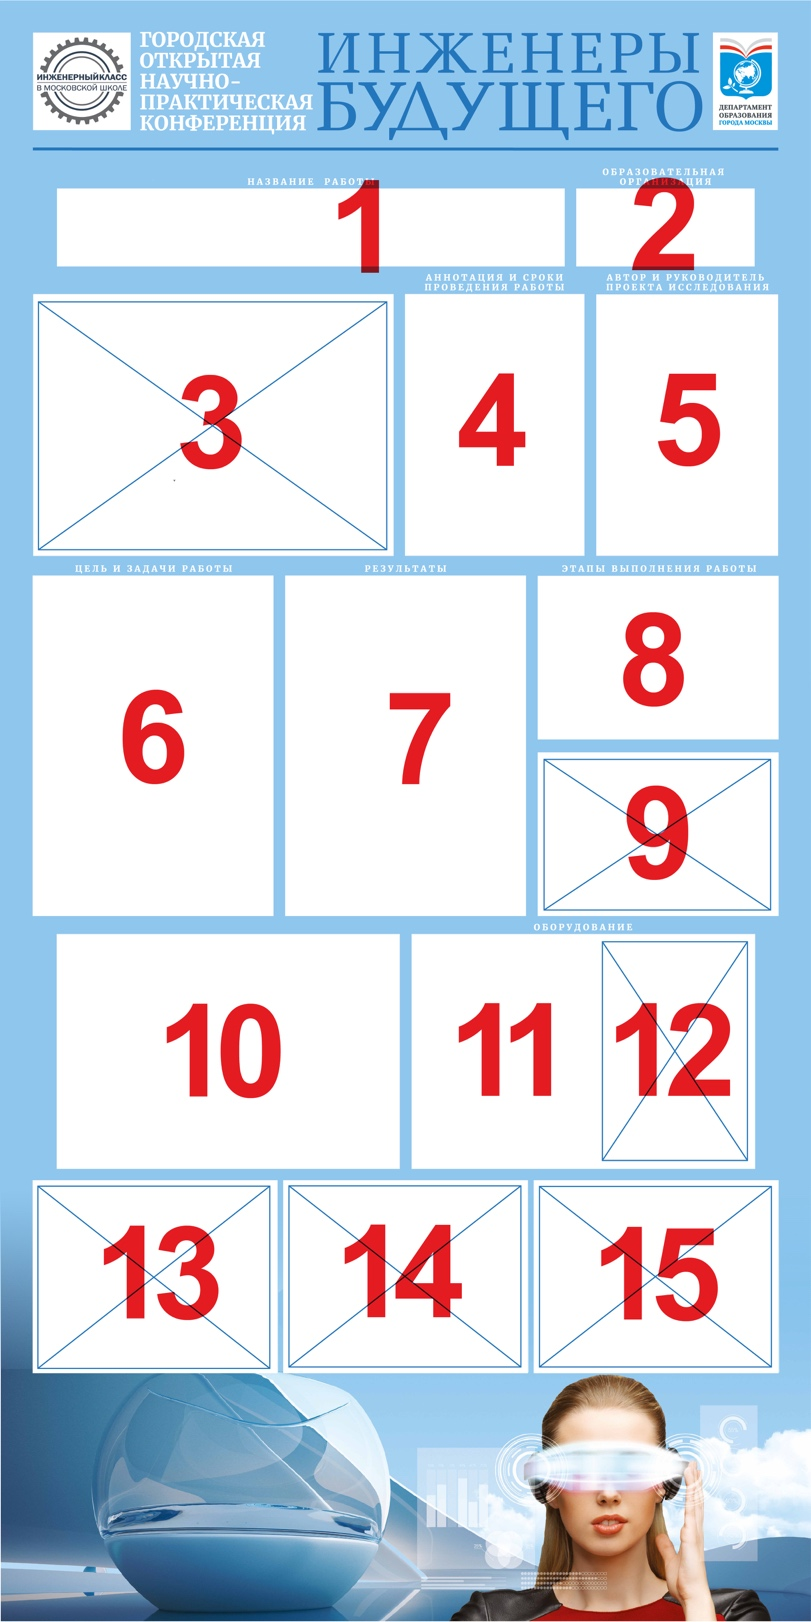 ИНЖЕНЕРНЫЙ КЛАСС
В МОСКОВСКОЙ ШКОЛЕ
ГОРОДСКАЯ
ОТКРЫТАЯ
НАУЧНО-
ПРАКТИЧЕСКАЯ
КОНФЕРЕНЦИЯ
ИНЖЕНЕРЫ
БУДУЩЕГО
ДЕПАРТАМЕНТ
ОБРАЗОВАНИЯ
ГОРОДА МОСКВЫ
НАЗВАНИЕ РАБОТЫ
1
ОБРАЗОВАТЕЛЬНАЯ
ОРГАНИЗАЦИЯ
2
3
АННОТАЦИЯ И СРОКИ
ПРОВЕДЕНИЯ РАБОТЫ
4
АВТОР И РУКОВОДИТЕЛЬ
ПРОЕКТА ИССЛЕДОВАНИЯ
5
ЦЕЛЬ И ЗАДАЧИ РАБОТЫ
6
РЕЗУЛЬТАТЫ
7
ЭТАПЫ ВЫПОЛНЕНИЯ РАБОТЫ
8
9
10
ОБОРУДОВАНИЕ
11
12
13
14
15